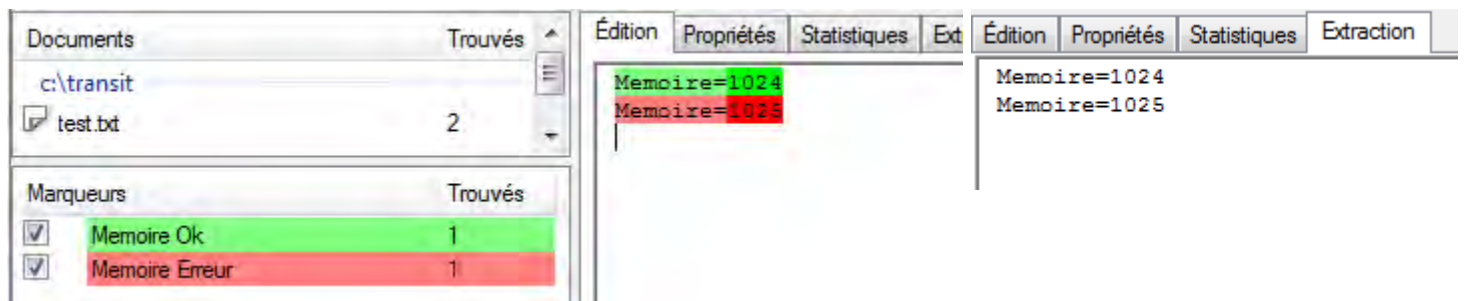 Documents Trouvés
c:\transit
test.txt 2
Marqueurs Trouvés
Memoire Ok 1
Memoire Erreur 1
Édition Propriétés Statistiques Ext
Memoire=1024
Memoire=1025
Édition Propriétés Statistiques Extraction
Memoire=1024
Memoire=1025